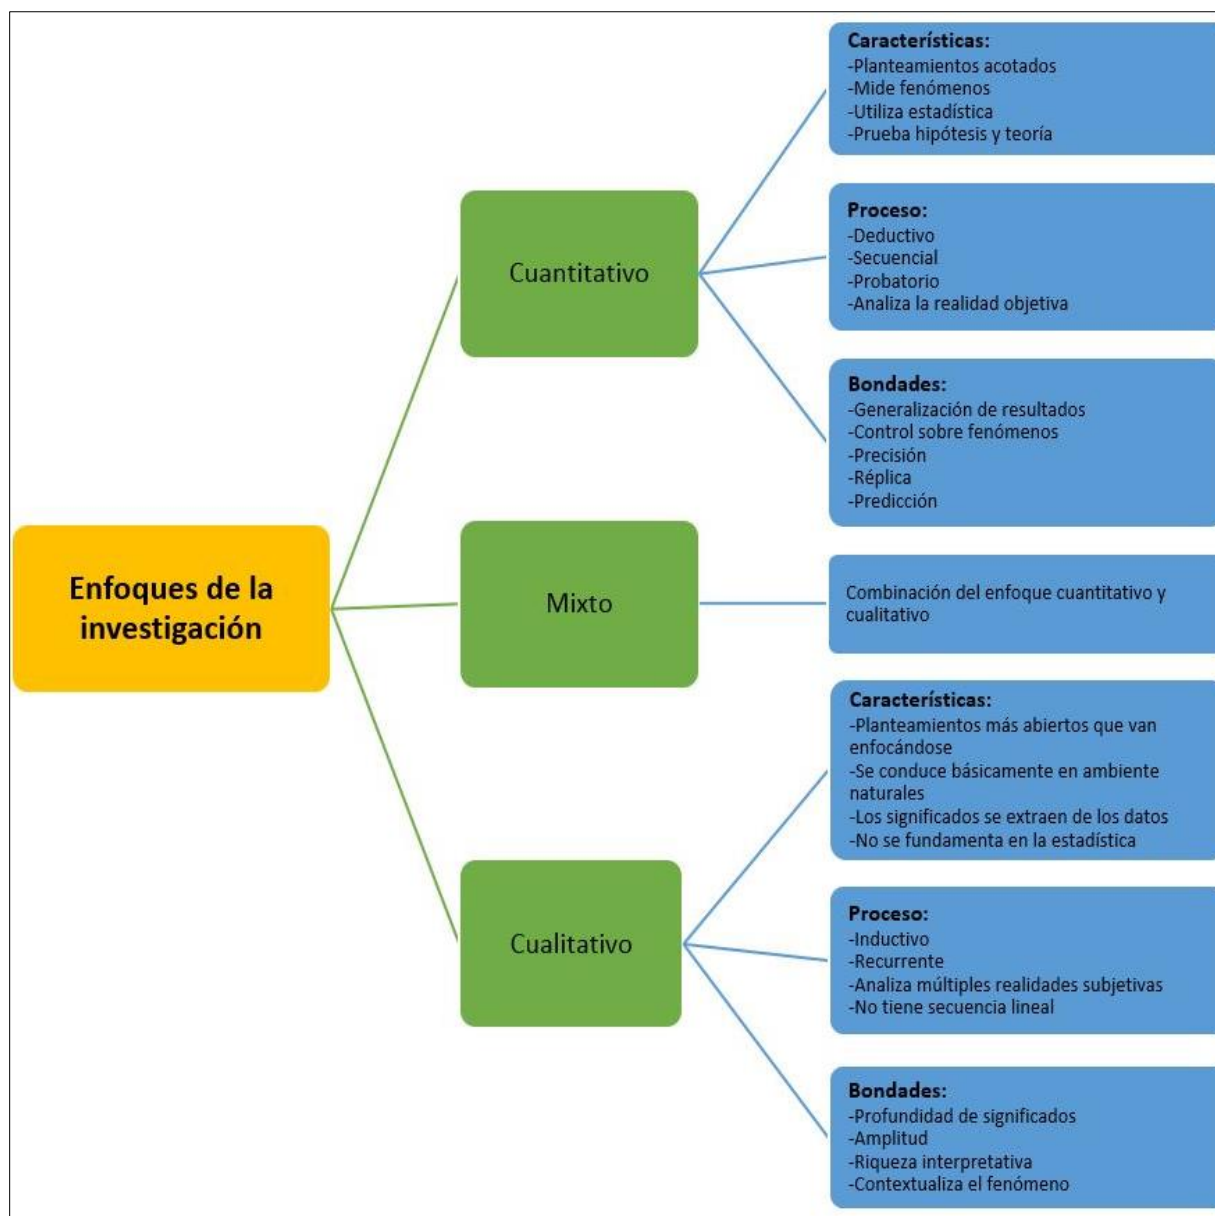 Enfoques de la
investigación
Cuantitativo
Características:
-Planteamientos acotados
-Mide fenómenos
-Utiliza estadística
-Prueba hipótesis y teoría
Proceso:
-Deductivo
-Secuencial
-Probatorio
-Analiza la realidad objetiva
Bondades:
-Generalización de resultados
-Control sobre fenómenos
-Precisión
-Réplica
-Predicción
Mixto
Combinación del enfoque cuantitativo y
cualitativo
Cualitativo
Características:
-Planteamientos más abiertos que van
enfocándose
-Se conduce básicamente en ambiente
naturales
-Los significados se extraen de los datos
-No se fundamenta en la estadística
Proceso:
-Inductivo
-Recurrente
-Analiza múltiples realidades subjetivas
-No tiene secuencia lineal
Bondades:
-Profundidad de significados
-Amplitud
-Riqueza interpretativa
-Contextualiza el fenómeno